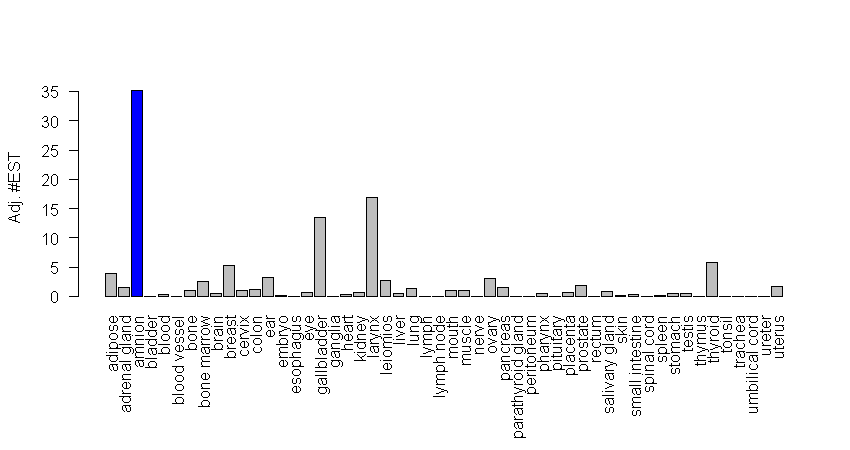 Adj. #EST
35
30
25
20
15
10
5
0
adipose
adrenal gland
amnion
bladder
blood
blood vessel
bone
bone marrow
brain
breast
cervix
colon
ear
embryo
esophagus
eye
gallbladder
ganglia
heart
kidney
larynx
leiomios
liver
lung
lymph
lymph node
mouth
muscle
nerve
ovary
pancreas
parathyroid gland
peritoneum
pharynx
pituitary
placenta
prostate
rectum
salivary gland
skin
small intestine
spinal cord
spleen
stomach
testis
thymus
thyroid
tonsil
trachea
umbilical cord
ureter
uterus